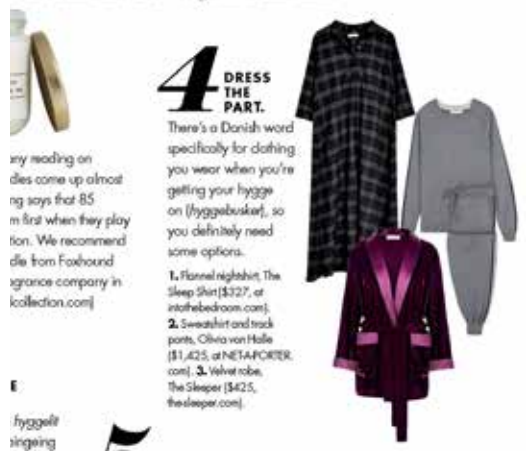 4
DRESS
THE
PART.
There's a Danish word
specifically for clothing
you wear when you're
getting your hygge
on (hyggebusker), so
you definitely need
some options.
1. Flannel nightshirt, The
Sleep Shirt ($327, at
intothebedroom.com).
2. Sweatshirt and track
pants, Olivia von Halle
($1,425, at NET-A-PORTER.
com). 3. Velvet robe,
The Sleeper ($425,
the-sleeper.com).
any reading on
dles come up almost
ng says that 85
m first when they play
tion. We recommend
dle from Foxhound
agrance company in
collection.com)
E
hyggelit